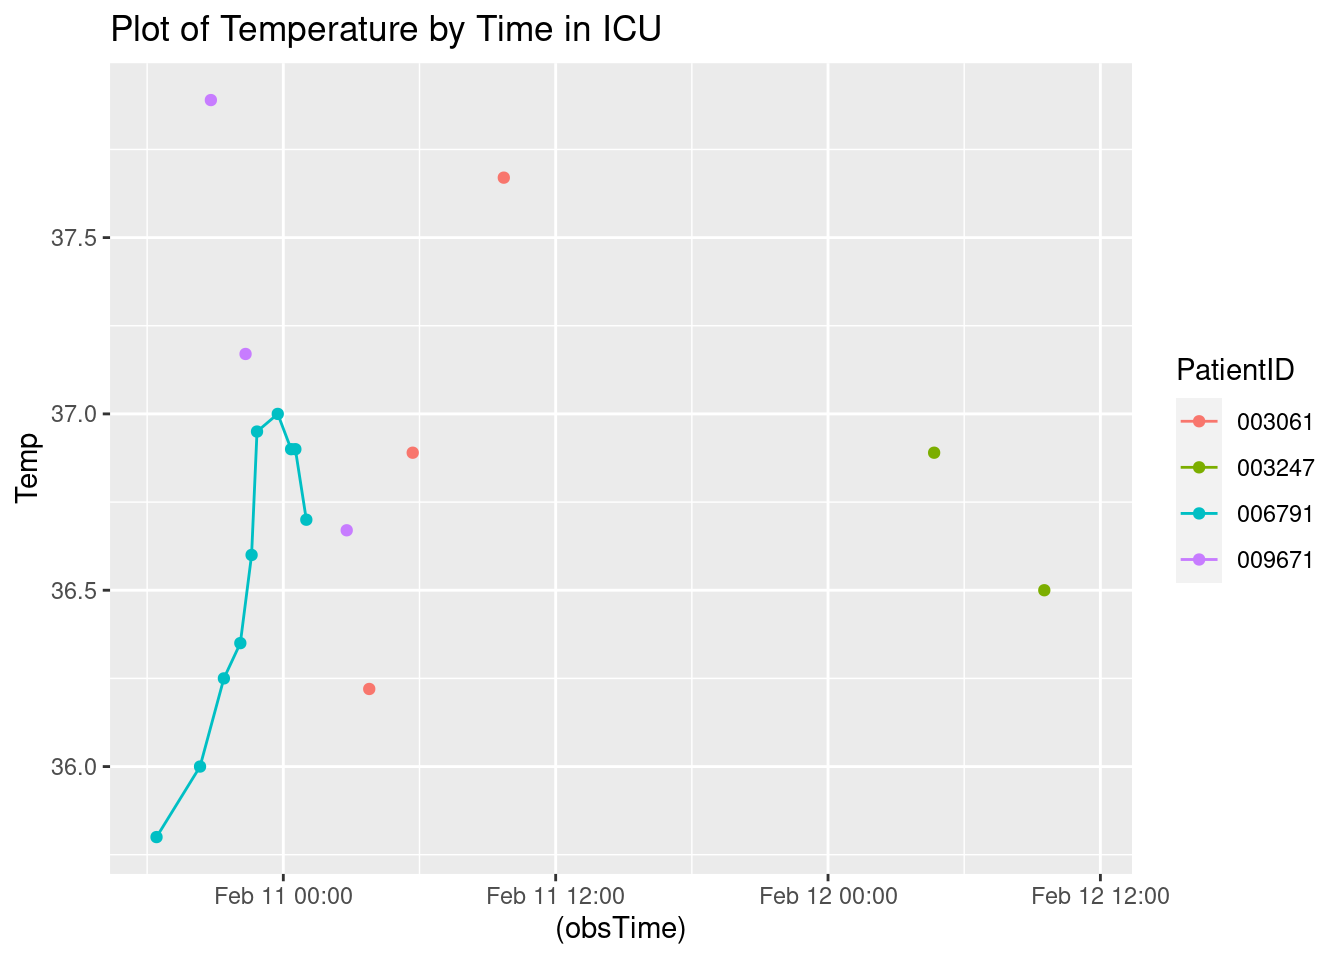 Plot of Temperature by Time in ICU
37.5
37.0
36.5
36.0
Temp
Feb 11 00:00 Feb 11 12:00 Feb 12 00:00 Feb 12 12:00
(obsTime)
PatientID
003061
003247
006791
009671